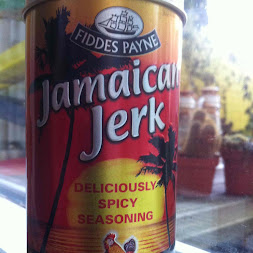 FIDDES PAYNE
Jamaican
Jerk
DELICIOUSLY
SPICY
SEASONING